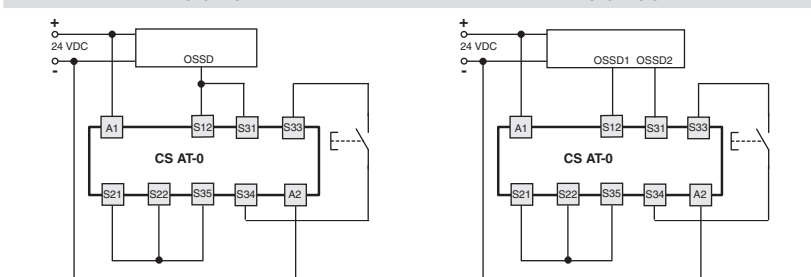 +
24 VDC
-
OSSD
A1
S12
S31
S33
CS AT-0
S21
S22
S35
S34
A2
+
24 VDC
-
OSSD1 OSSD2
A1
S12
S31
S33
CS AT-0
S21
S22
S35
S34
A2